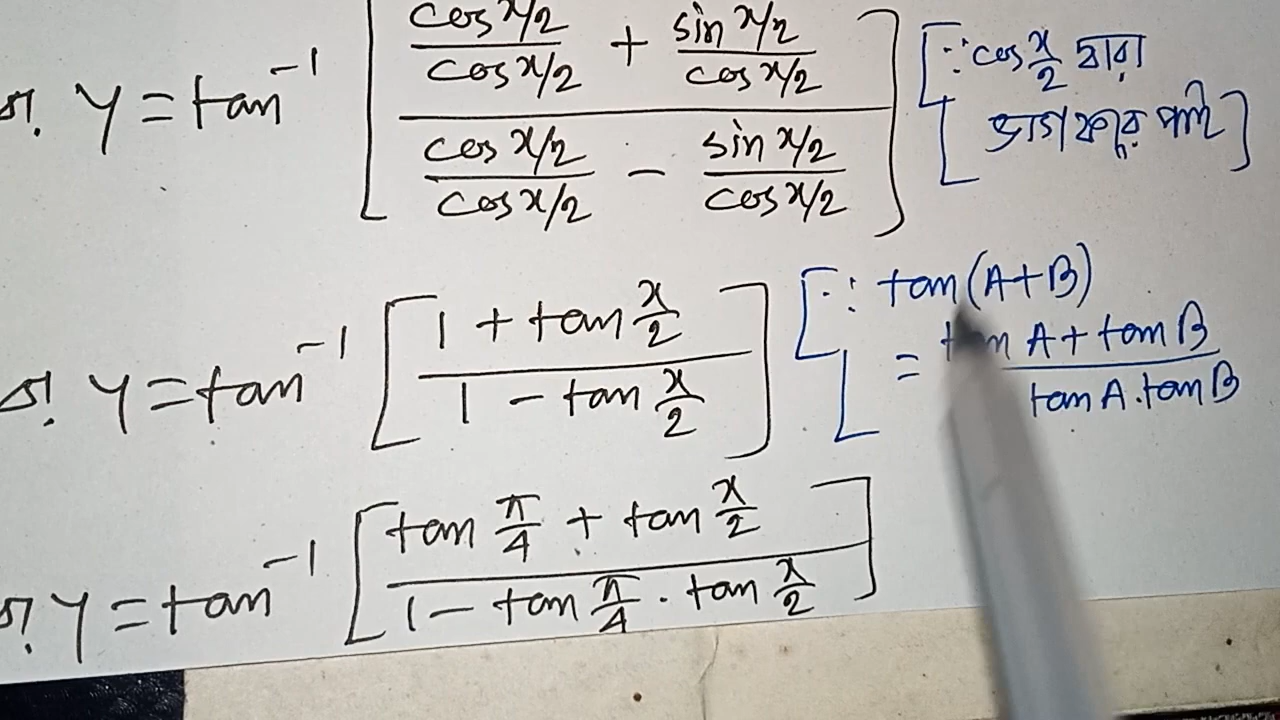 বা, y = tan⁻¹ [ (cos x/2 / cos x/2 + sin x/2 / cos x/2) / (cos x/2 / cos x/2 - sin x/2 / cos x/2) ] [∵ cos x/2 দ্বারা
ভাগ করে পাই]
বা, y = tan⁻¹ [ (1 + tan x/2) / (1 - tan x/2) ] [∵ tan(A+B)
= tan A + tan B / tan A . tan B
বা, y = tan⁻¹ [ (tan π/4 + tan x/2) / (1 - tan π/4 . tan x/2) ]